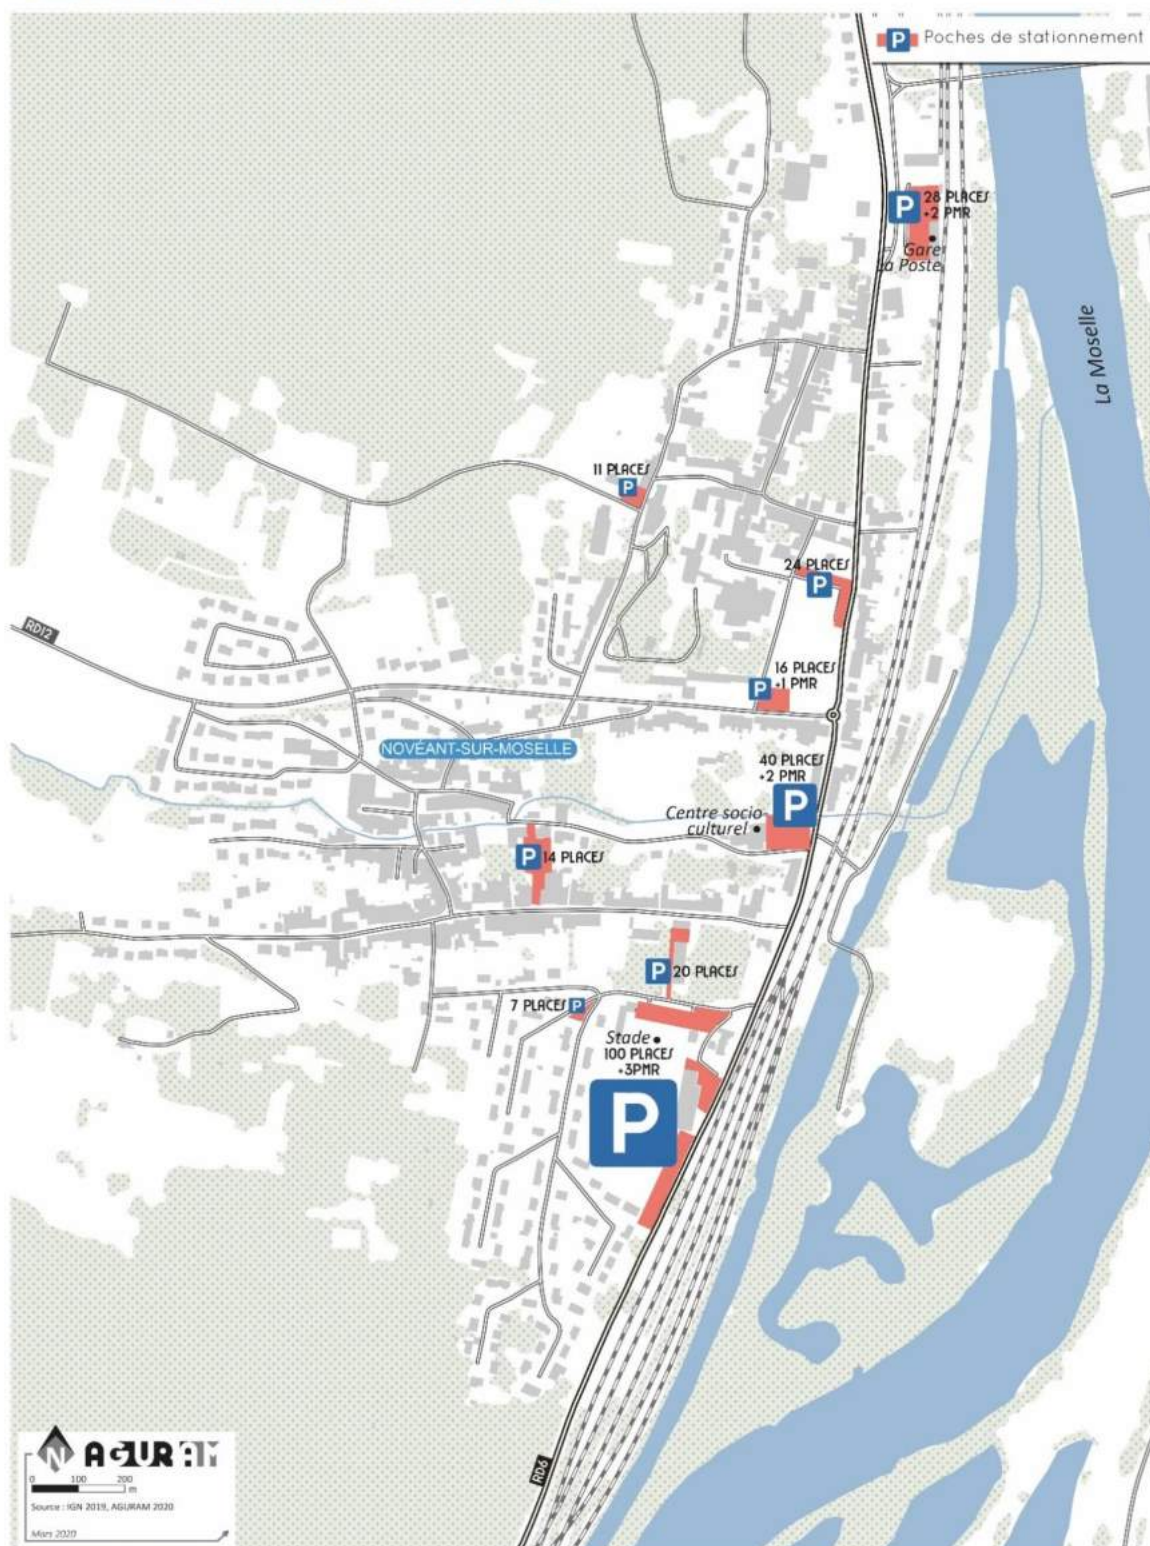 P Poches de stationnement
P 28 PLACES
+2 PMR
Gare
La Poste
La Moselle
11 PLACES
P
24 PLACES
P
RD12
16 PLACES
P +1 PMR
NOVÉANT-SUR-MOSELLE
40 PLACES
+2 PMR
P
Centre socio
culturel
P 14 PLACES
P 20 PLACES
7 PLACES P
Stade
100 PLACES
+3PMR
P
RD6
N AGURAM
0 100 200
m
Source : IGN 2019, AGURAM 2020
Mars 2020